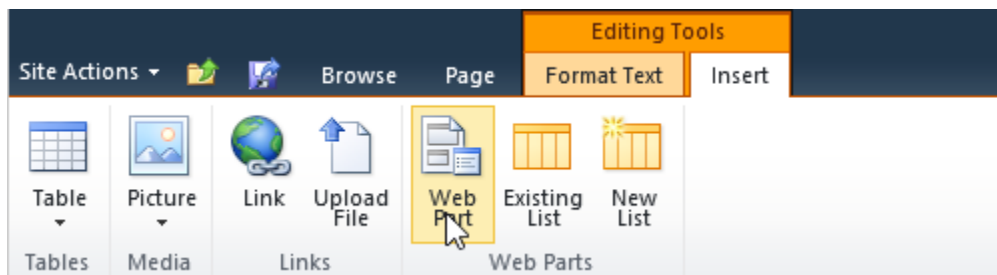 Editing Tools
Site Actions Browse Page Format Text Insert
Table Picture Link Upload File Web Part Existing List New List
Tables Media Links Web Parts